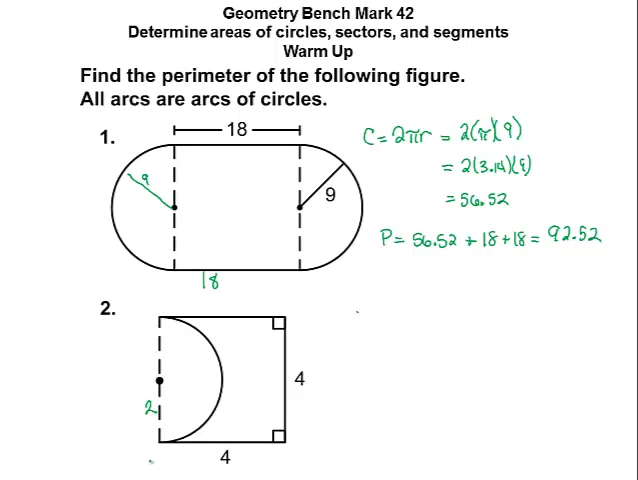 Geometry Bench Mark 42
Determine areas of circles, sectors, and segments
Warm Up
Find the perimeter of the following figure.
All arcs are arcs of circles.
1.
18
9
9
18
C = 2πr = 2(π)(9)
= 2(3.14)(9)
= 56.52
P = 56.52 + 18 + 18 = 92.52
2.
4
2
4